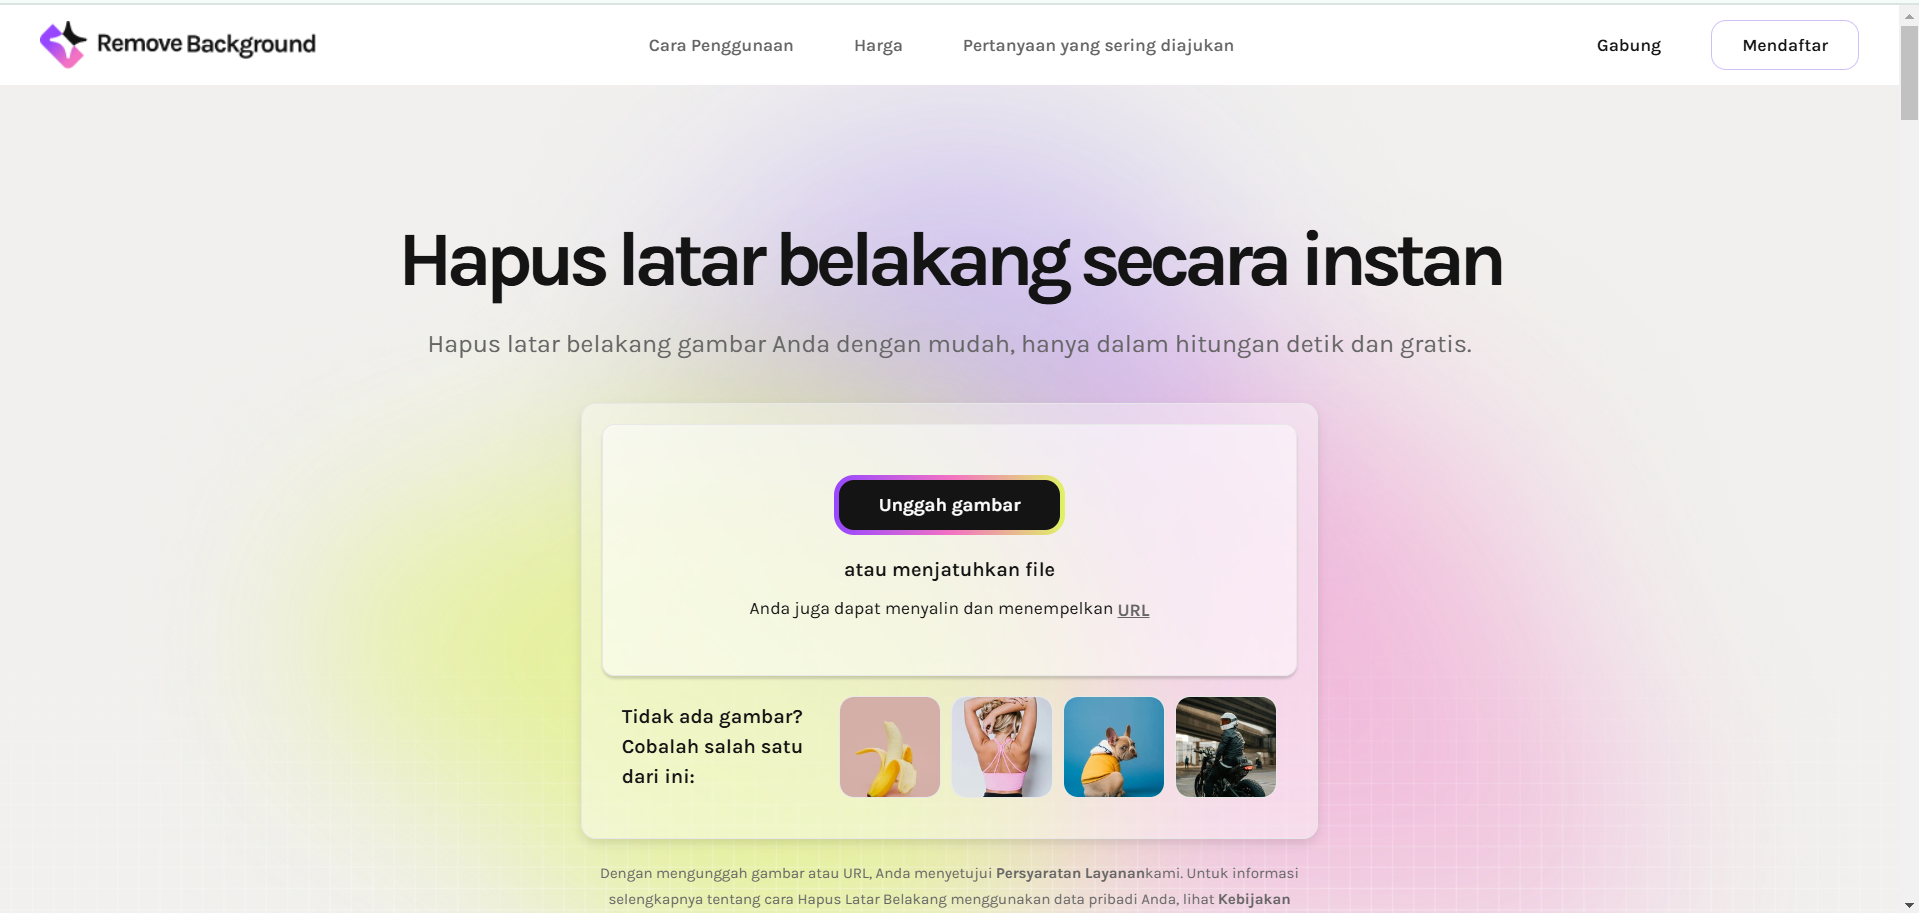 Remove Background
Cara Penggunaan
Harga
Pertanyaan yang sering diajukan
Gabung
Mendaftar
Hapus latar belakang secara instan
Hapus latar belakang gambar Anda dengan mudah, hanya dalam hitungan detik dan gratis.
Unggah gambar
atau menjatuhkan file
Anda juga dapat menyalin dan menempelkan URL
Tidak ada gambar?
Cobalah salah satu
dari ini:
Dengan mengunggah gambar atau URL, Anda menyetujui Persyaratan Layanankami. Untuk informasi
selengkapnya tentang cara Hapus Latar Belakang menggunakan data pribadi Anda, lihat Kebijakan